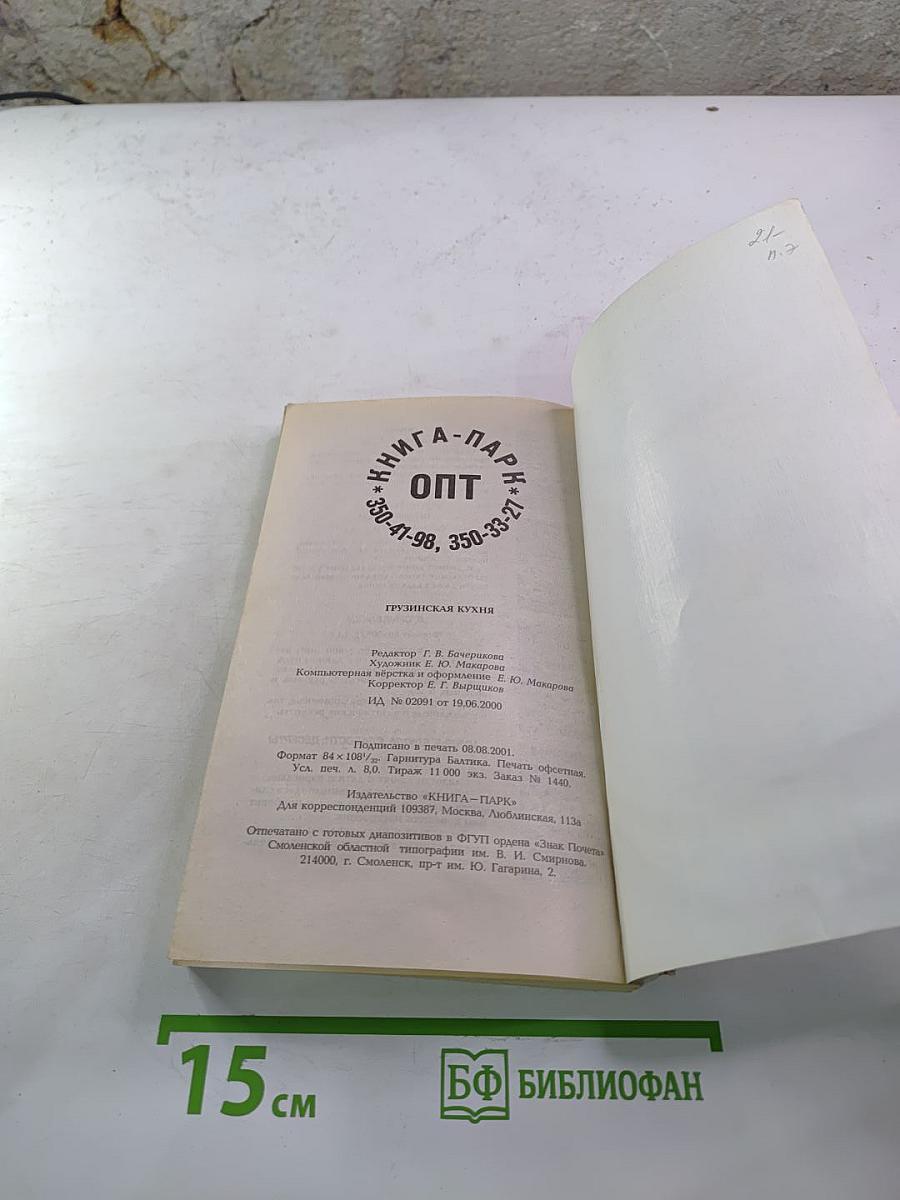 21-
* КНИГА-ПАРК *
ОПТ
350-41-98, 350-33-27
ГРУЗИНСКАЯ КУХНЯ
Редактор Г. В. Бачерикова
Художник Е. Ю. Макарова
Компьютерная вёрстка и оформление Е. Ю. Макарова
Корректор Е. Г. Вырщиков
ИД № 02091 от 19.06.2000
Подписано в печать 08.08.2001.
Формат 84×108¹/₃₂. Гарнитура Балтика. Печать офсетная.
Усл. печ. л. 8,0. Тираж 11 000 экз. Заказ № 1440.
Издательство «КНИГА—ПАРК»
Для корреспонденций 109387, Москва, Люблинская, 113а
Отпечатано с готовых диапозитивов в ФГУП ордена «Знак Почета»
Смоленской областной типографии им. В. И. Смирнова.
214000, г. Смоленск, пр-т им. Ю. Гагарина, 2.
15 см
БФ БИБЛИОФАН